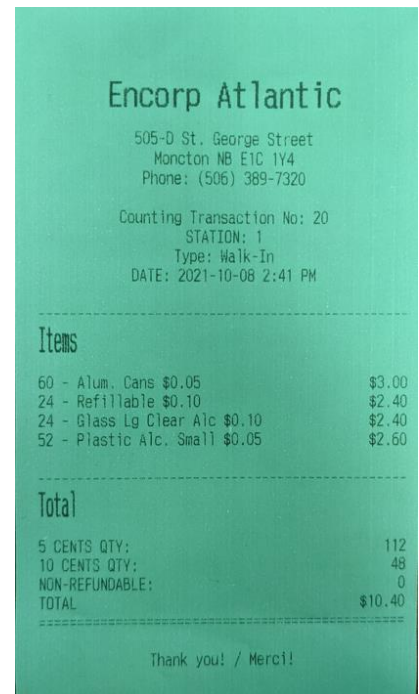 Encorp Atlantic
505-D St. George Street
Moncton NB E1C 1Y4
Phone: (506) 389-7320
Counting Transaction No: 20
STATION: 1
Type: Walk-In
DATE: 2021-10-08 2:41 PM
Items
60 - Alum. Cans $0.05 $3.00
24 - Refillable $0.10 $2.40
24 - Glass Lg Clear Alc $0.10 $2.40
52 - Plastic Alc. Small $0.05 $2.60
Total
5 CENTS QTY: 112
10 CENTS QTY: 48
NON-REFUNDABLE: 0
TOTAL $10.40
Thank you! / Merci!